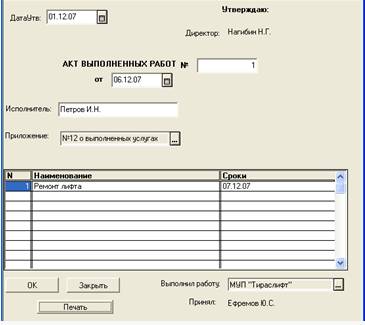 Утверждаю:
ДатаУтв: 01.12.07
Директор: Нагибин Н.Г.
АКТ ВЫПОЛНЕННЫХ РАБОТ № 1
от 06.12.07
Исполнитель: Петров И.Н.
Приложение: №12 о выполненных услугах ...
N Наименование Сроки
1 Ремонт лифта 07.12.07
OK Закрыть Выполнил работу: МУП "Тираслифт" ...
Печать Принял: Ефремов Ю.С.